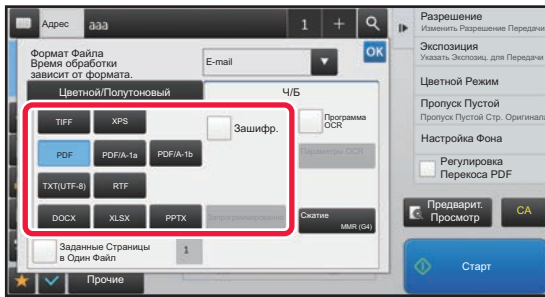 Адрес
aaa
1
Формат Файла
Время обработки
зависит от формата.
E-mail
OK
Цветной/Полутоновый
Ч/Б
TIFF
XPS
Зашифр.
Программа
OCR
PDF
PDF/A-1a
PDF/A-1b
Параметры OCR
TXT(UTF-8)
RTF
DOCX
XLSX
PPTX
Сжатие
MMR (G4)
Заданные Страницы
в Один Файл
1
Прочие
Разрешение
Изменить Разрешение Передачи
Экспозиция
Указать Экспозиц. для Передачи
Цветной Режим
Пропуск Пустой
Пропуск Пустой Стр. Оригинала
Настройка Фона
Регулировка
Перекоса PDF
Предварит.
Просмотр
CA
Старт